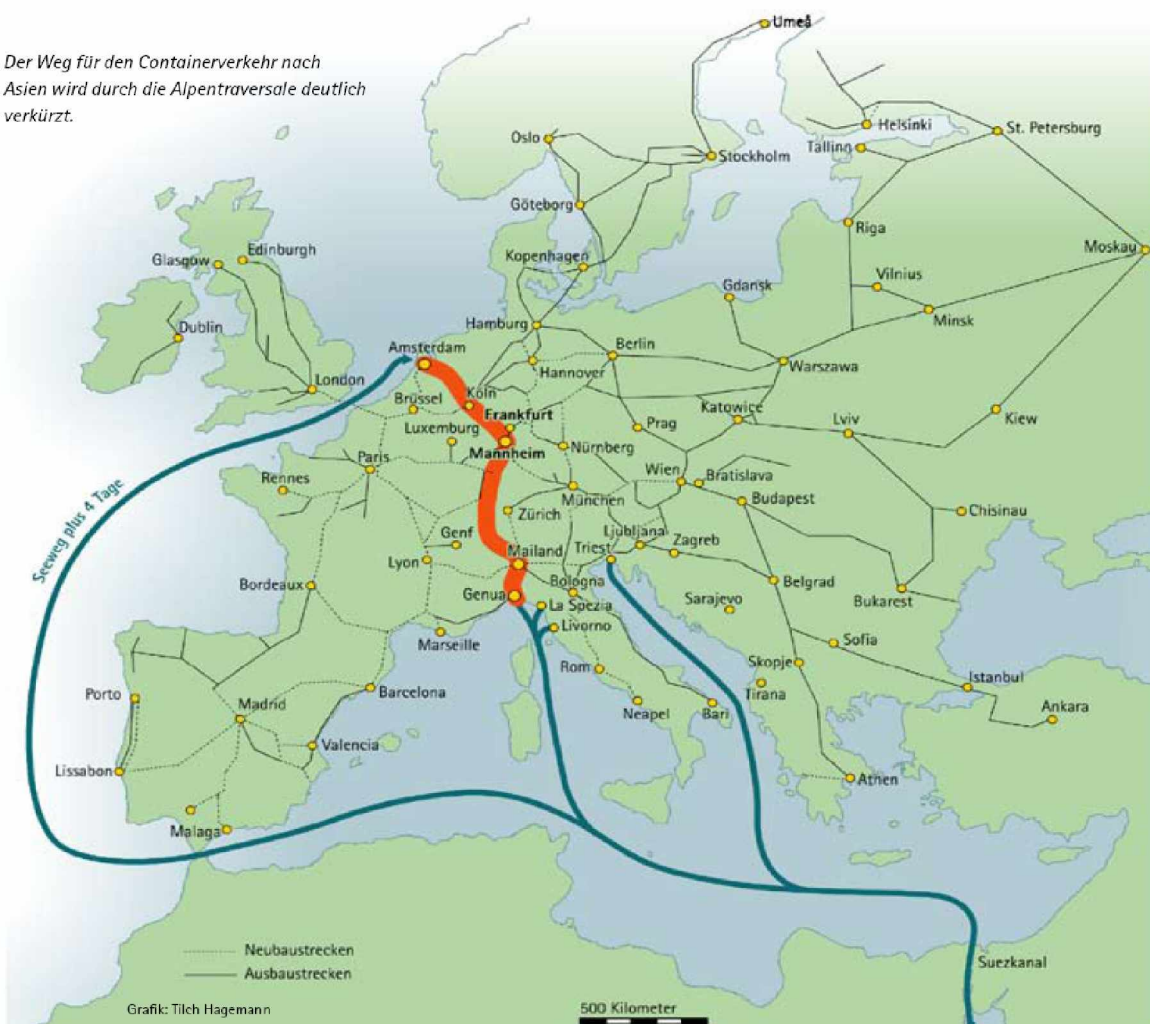 Der Weg für den Containerverkehr nach
Asien wird durch die Alpentraversale deutlich
verkürzt.
Umeå
Oslo
Stockholm
Helsinki
St. Petersburg
Tallinn
Göteborg
Riga
Moskau
Edinburgh
Glasgow
Kopenhagen
Gdansk
Vilnius
Minsk
Dublin
Hamburg
Amsterdam
Berlin
Hannover
Warszawa
London
Brüssel
Köln
Frankfurt
Luxemburg
Katowice
Prag
Lviv
Kiew
Mannheim
Nürnberg
Paris
Rennes
Wien
Bratislava
München
Budapest
Seeweg plus 4 Tage
Zürich
Chisinau
Genf
Ljubljana
Zagreb
Lyon
Mailand
Triest
Bordeaux
Bologna
Belgrad
Genua
La Spezia
Sarajevo
Bukarest
Livorno
Marseille
Sofia
Rom
Skopje
Istanbul
Porto
Barcelona
Tirana
Madrid
Neapel
Bari
Ankara
Valencia
Lissabon
Athen
Malaga
Neubaustrecken
Ausbaustrecken
Suezkanal
Grafik: Tilch Hagemann
500 Kilometer